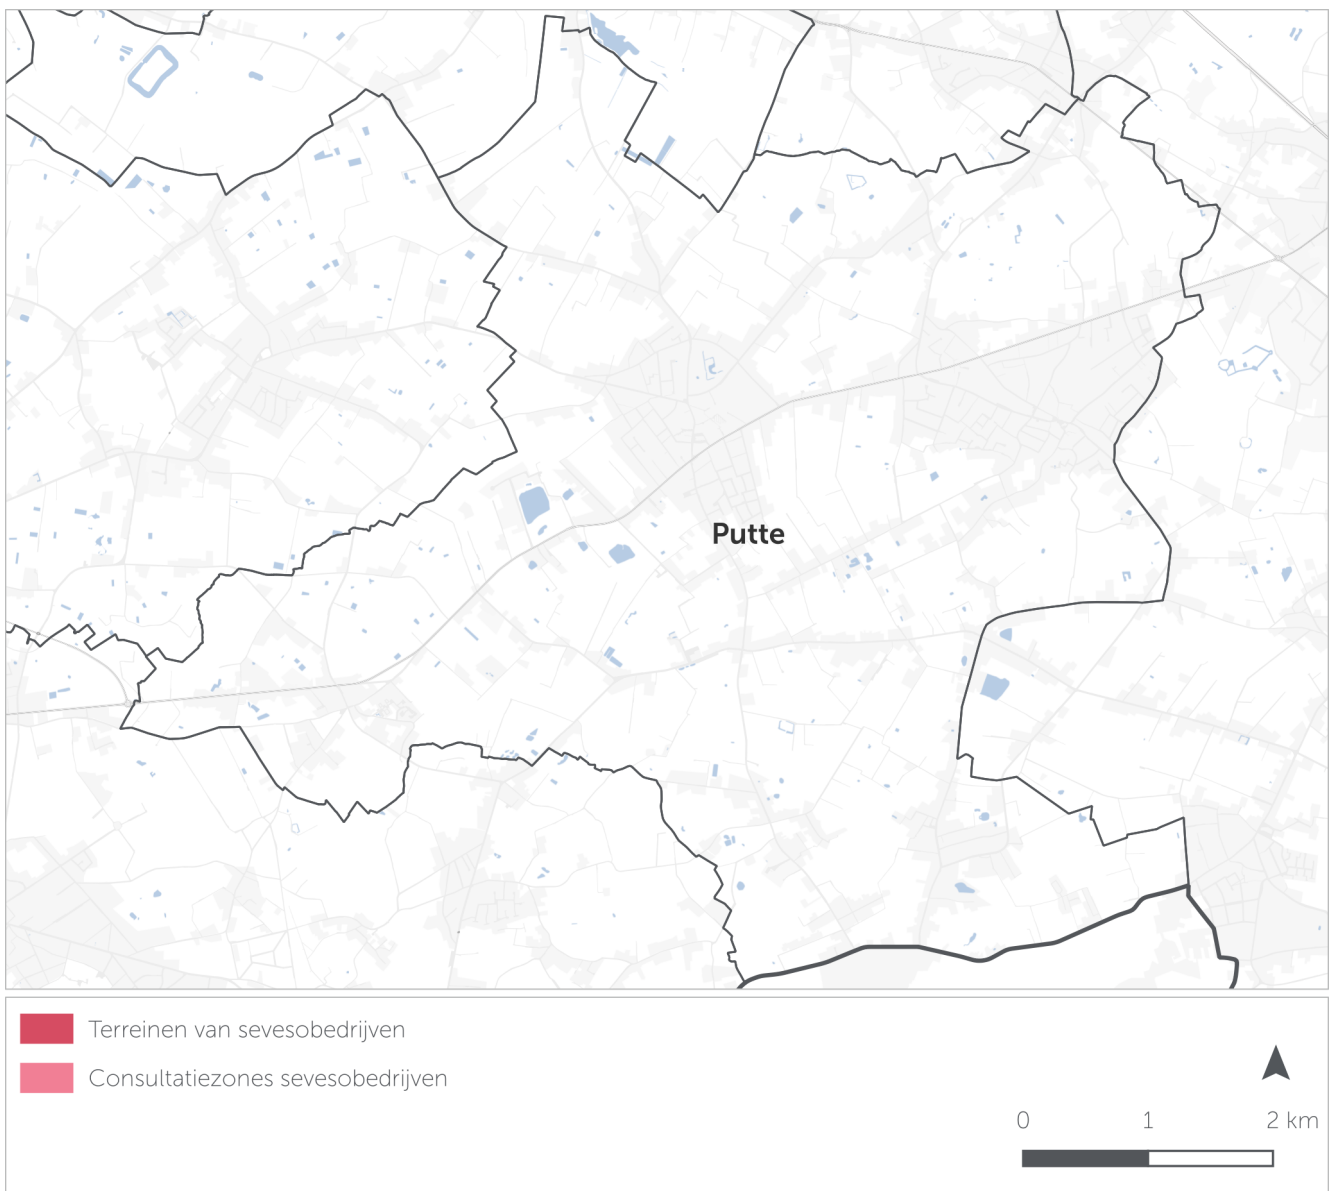 Putte
Terreinen van sevesobedrijven
Consultatiezones sevesobedrijven
0 1 2 km